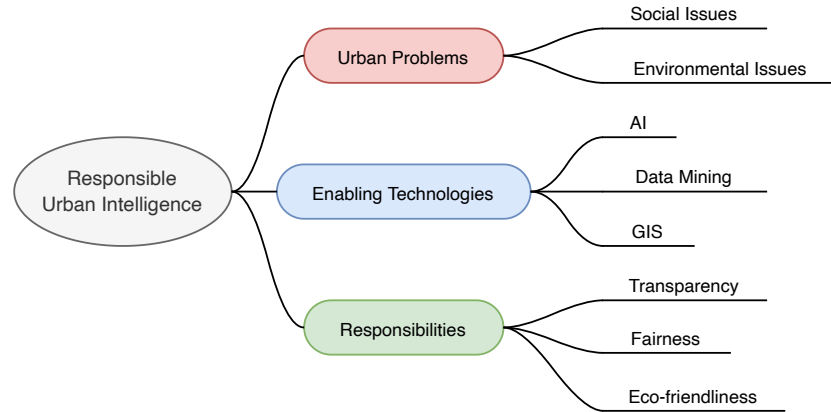 Responsible
Urban Intelligence
Urban Problems
Social Issues
Environmental Issues
Enabling Technologies
AI
Data Mining
GIS
Responsibilities
Transparency
Fairness
Eco-friendliness